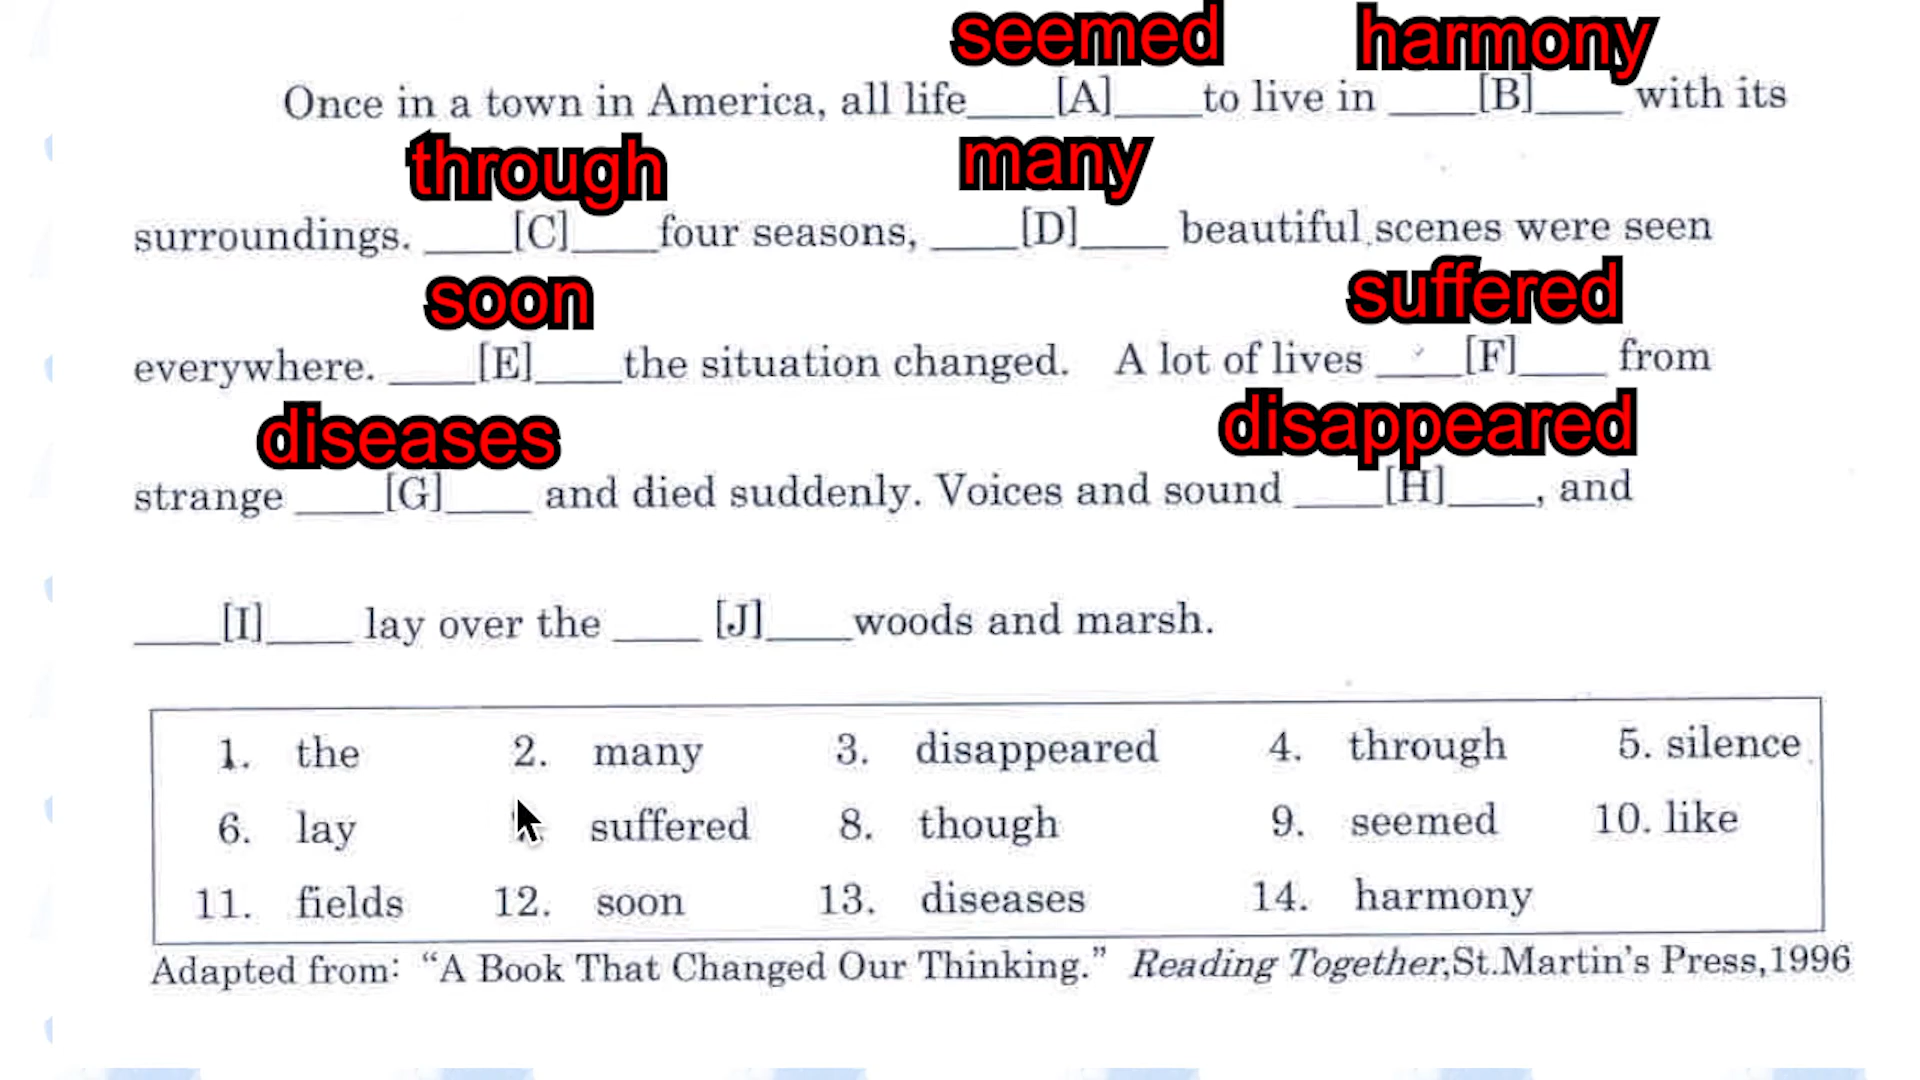 seemed harmony
Once in a town in America, all life____[A]____to live in ____[B]____ with its
through many
surroundings. ____[C]____four seasons, ____[D]____ beautiful scenes were seen
soon suffered
everywhere. ____[E]____the situation changed. A lot of lives ____[F]____ from
diseases disappeared
strange ____[G]____ and died suddenly. Voices and sound ____[H]____, and
____[I]____ lay over the ____ [J]____woods and marsh.
1. the 2. many 3. disappeared 4. through 5. silence
6. lay suffered 8. though 9. seemed 10. like
11. fields 12. soon 13. diseases 14. harmony
Adapted from: “A Book That Changed Our Thinking.” Reading Together,St.Martin’s Press,1996